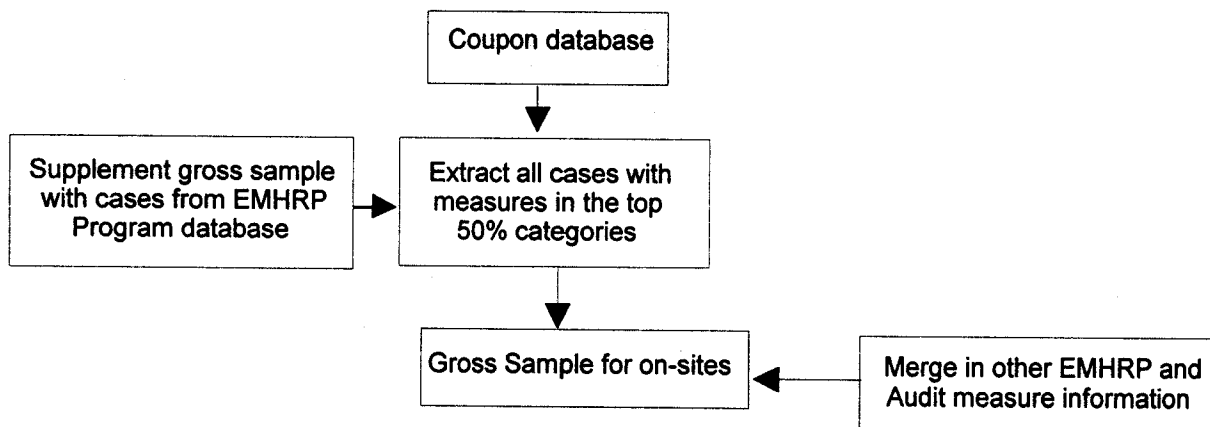 Coupon database
Supplement gross sample
with cases from EMHRP
Program database
Extract all cases with
measures in the top
50% categories
Gross Sample for on-sites
Merge in other EMHRP and
Audit measure information